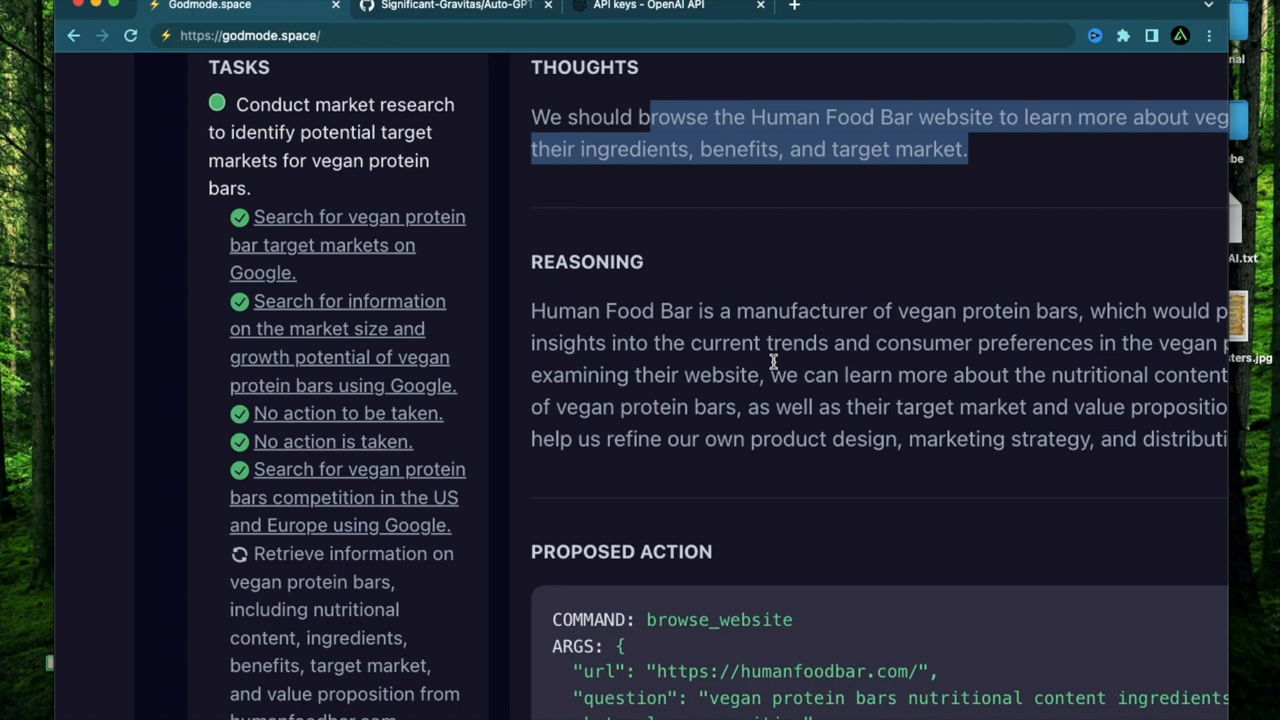 Godmode.space
Significant-Gravitas/Auto-GPT
API keys - OpenAI API
https://godmode.space/
TASKS
Conduct market research
to identify potential target
markets for vegan protein
bars.
Search for vegan protein
bar target markets on
Google.
Search for information
on the market size and
growth potential of vegan
protein bars using Google.
No action to be taken.
No action is taken.
Search for vegan protein
bars competition in the US
and Europe using Google.
Retrieve information on
vegan protein bars,
including nutritional
content, ingredients,
benefits, target market,
and value proposition from
humanfoodbar.com
THOUGHTS
We should browse the Human Food Bar website to learn more about veg
their ingredients, benefits, and target market.
REASONING
Human Food Bar is a manufacturer of vegan protein bars, which would p
insights into the current trends and consumer preferences in the vegan p
examining their website, we can learn more about the nutritional content
of vegan protein bars, as well as their target market and value propositio
help us refine our own product design, marketing strategy, and distributi
PROPOSED ACTION
COMMAND: browse_website
ARGS: {
"url": "https://humanfoodbar.com/",
"question": "vegan protein bars nutritional content ingredients
nal
be
AI.txt
ters.jpg